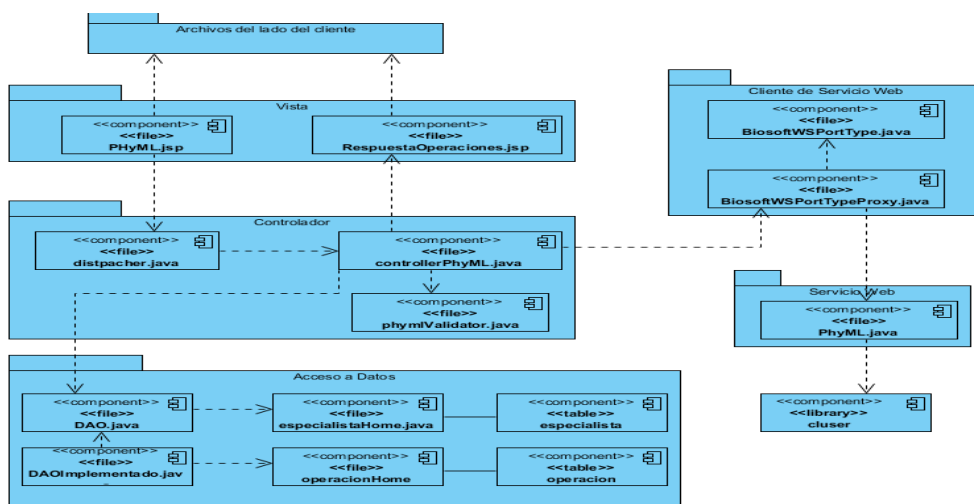 Archivos del lado del cliente
Vista
<<component>>
<<file>>
PHyML.jsp
<<component>>
<<file>>
RespuestaOperaciones.jsp
Controlador
<<component>>
<<file>>
distpacher.java
<<component>>
<<file>>
controllerPhyML.java
<<component>>
<<file>>
phymlValidator.java
Cliente de Servicio Web
<<component>>
<<file>>
BiosoftWSPortType.java
<<component>>
<<file>>
BiosoftWSPortTypeProxy.java
Servicio Web
<<component>>
<<file>>
PhyML.java
<<component>>
<<library>>
cluser
Acceso a Datos
<<component>>
<<file>>
DAO.java
<<component>>
<<file>>
especialistaHome.java
<<component>>
<<table>>
especialista
<<component>>
<<file>>
DAOImplementado.jav
<<component>>
<<file>>
operacionHome
<<component>>
<<table>>
operacion